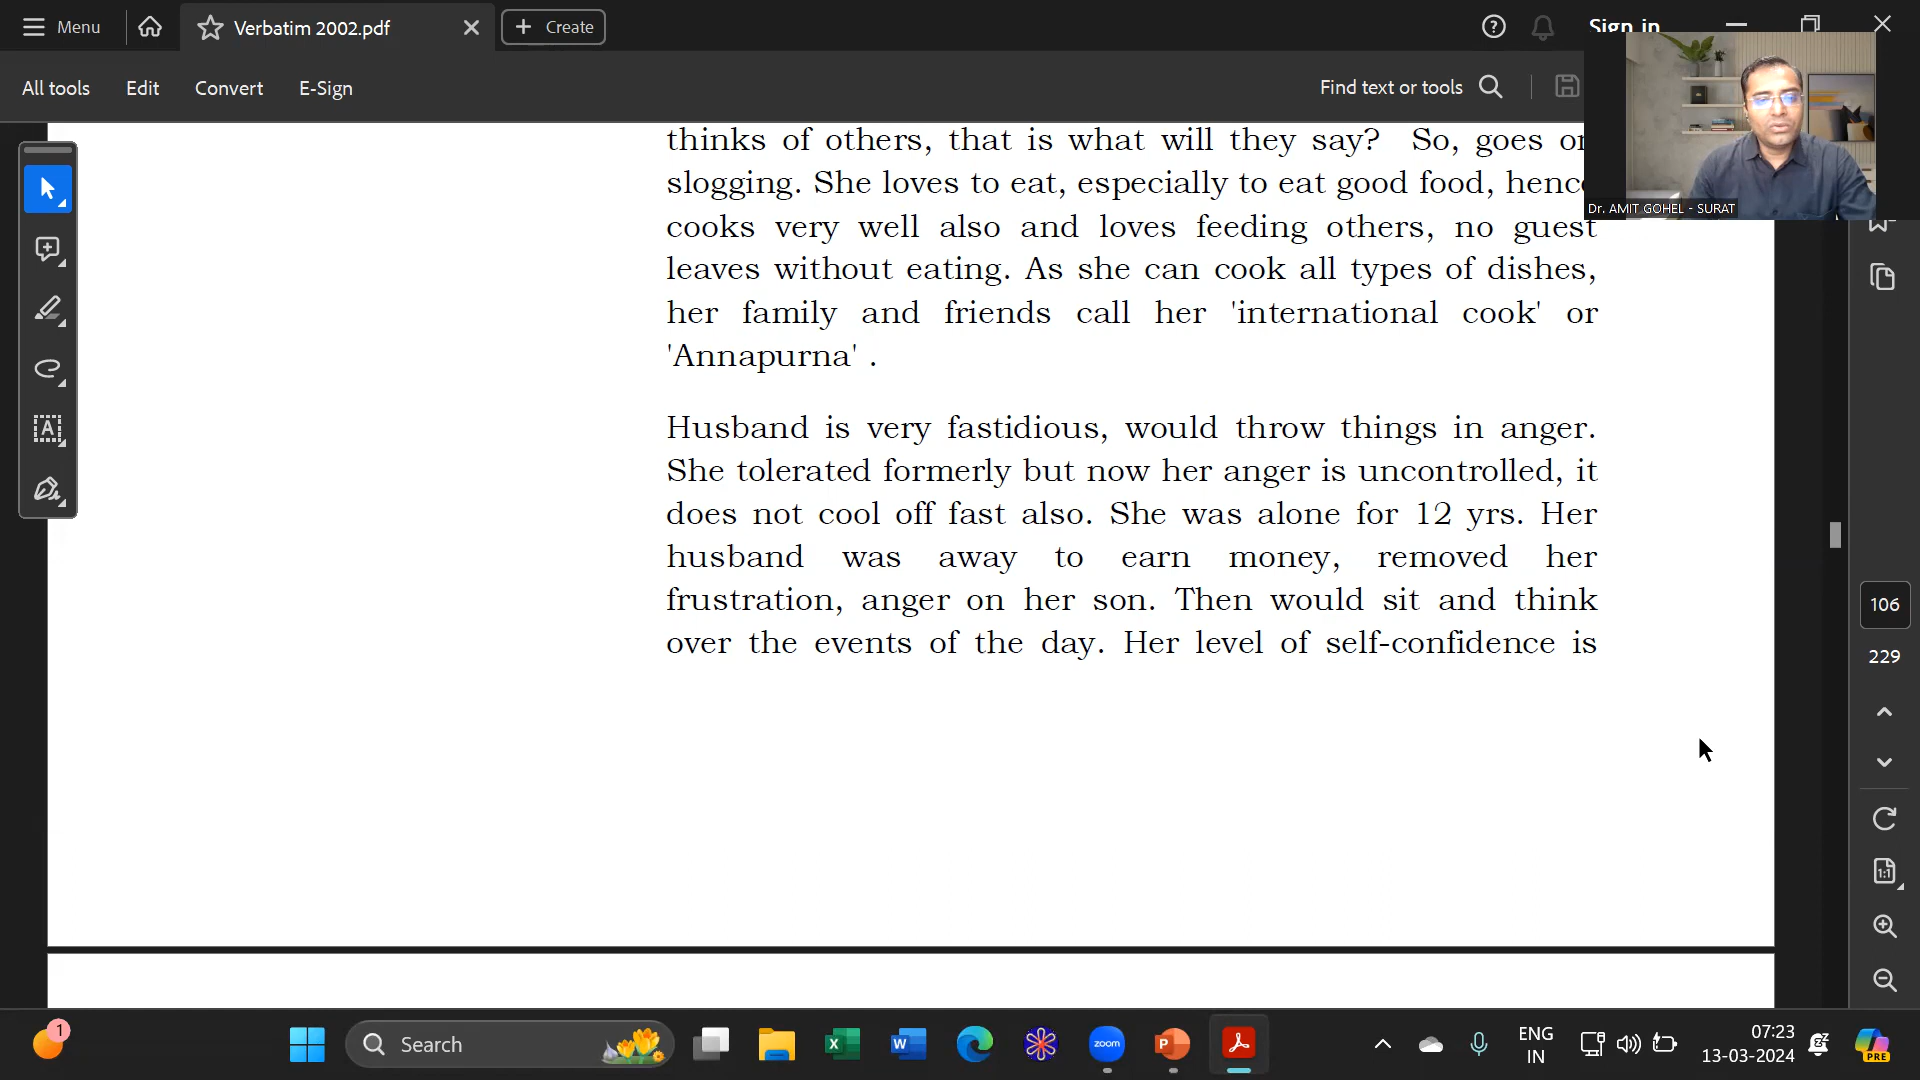 Menu
Verbatim 2002.pdf
Create
Sign in
All tools
Edit
Convert
E-Sign
Find text or tools
Dr. AMIT GOHEL - SURAT
thinks of others, that is what will they say? So, goes
slogging. She loves to eat, especially to eat good food,
cooks very well also and loves feeding others, no guest
leaves without eating. As she can cook all types of dishes,
her family and friends call her 'international cook' or
'Annapurna' .
Husband is very fastidious, would throw things in anger.
She tolerated formerly but now her anger is uncontrolled, it
does not cool off fast also. She was alone for 12 yrs. Her
husband was away to earn money, removed her
frustration, anger on her son. Then would sit and think
over the events of the day. Her level of self-confidence is
106
229
1:1
1
Search
zoom
ENG
IN
07:23
13-03-2024
PRE